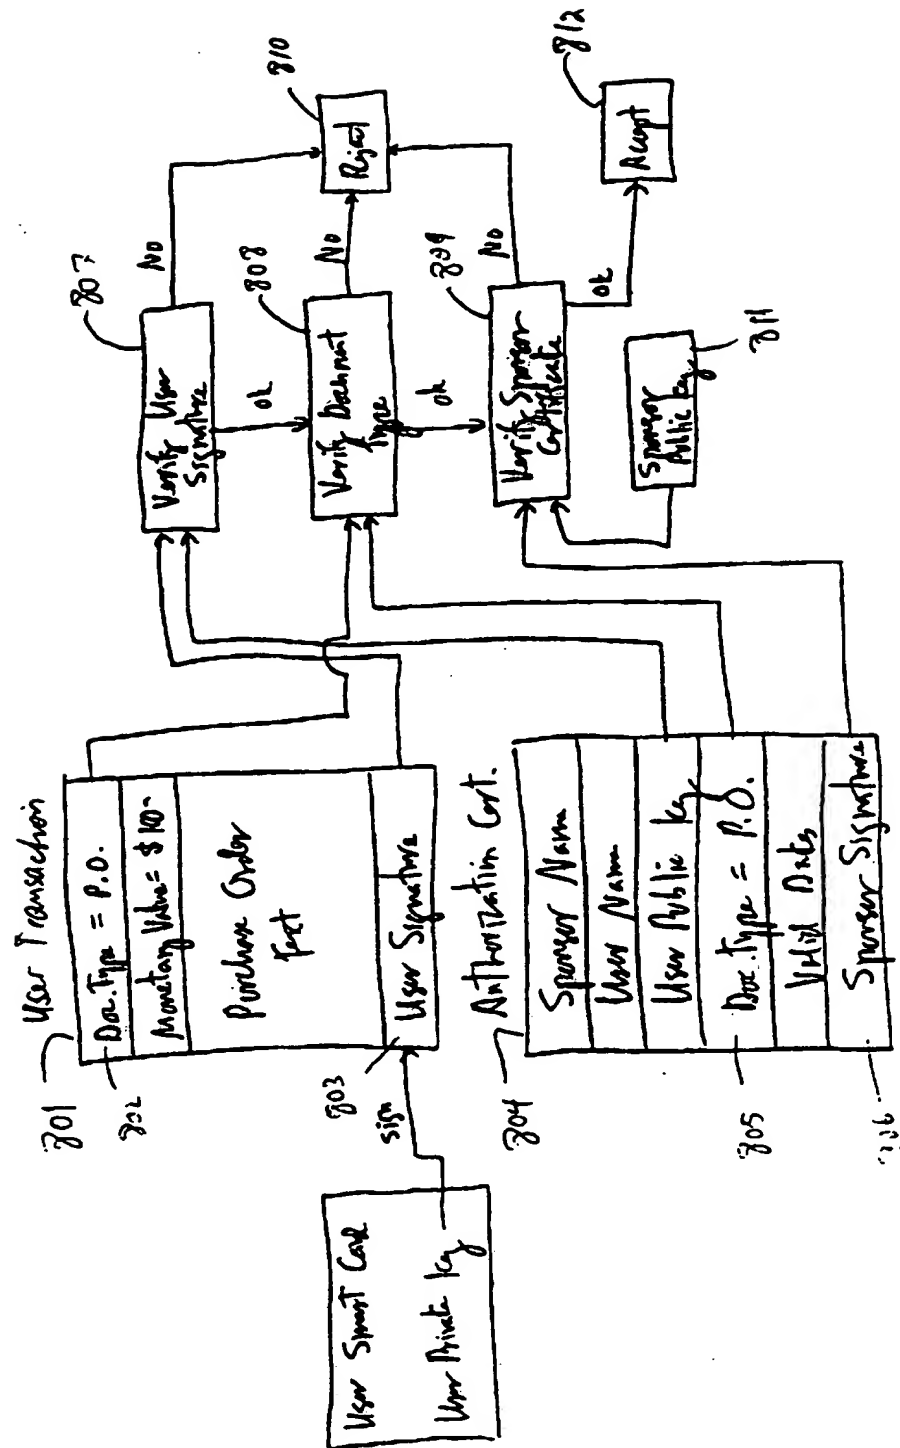 User Smart Card
User Private Key
sign
801
User Transaction
802
Doc. Type = P.O.
Monetary Value = $100-
Purchase Order
Text
803
User Signature
804
Authorization Cert.
Sponsor Name
User Name
User Public Key
805
Doc. Type = P.O.
Valid Dates
Sponsor Signature
807
Verify User
Signature
No
ok
808
Verify Document
Type
No
ok
809
Verify Sponsor
Certificate
No
ok
811
Sponsor
Public Key
810
Reject
812
Accept